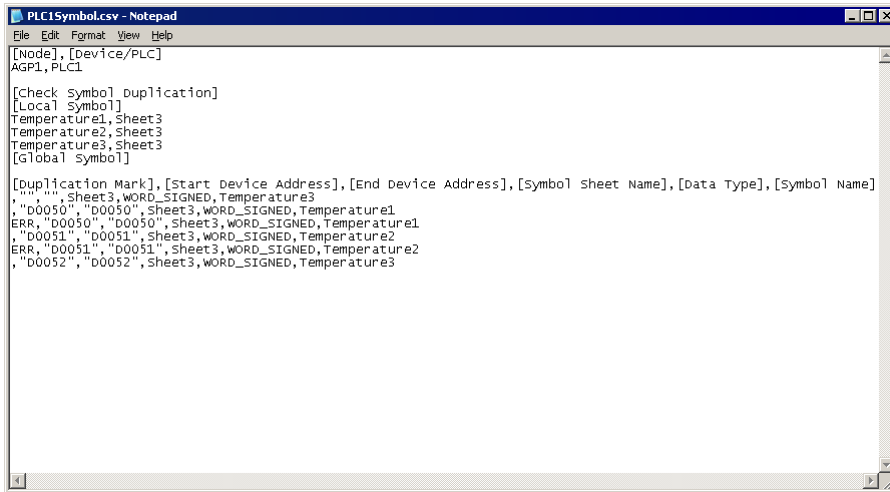 PLC1Symbol.csv - Notepad
File Edit Format View Help
[Node],[Device/PLC]
AGP1,PLC1
[Check Symbol Duplication]
[Local Symbol]
Temperature1,Sheet3
Temperature2,Sheet3
Temperature3,Sheet3
[Global Symbol]
[Duplication Mark],[Start Device Address],[End Device Address],[Symbol Sheet Name],[Data Type],[Symbol Name]
,"","",Sheet3,WORD_SIGNED,Temperature3
,"D0050","D0050",Sheet3,WORD_SIGNED,Temperature1
ERR,"D0050","D0050",Sheet3,WORD_SIGNED,Temperature1
,"D0051","D0051",Sheet3,WORD_SIGNED,Temperature2
ERR,"D0051","D0051",Sheet3,WORD_SIGNED,Temperature2
,"D0052","D0052",Sheet3,WORD_SIGNED,Temperature3